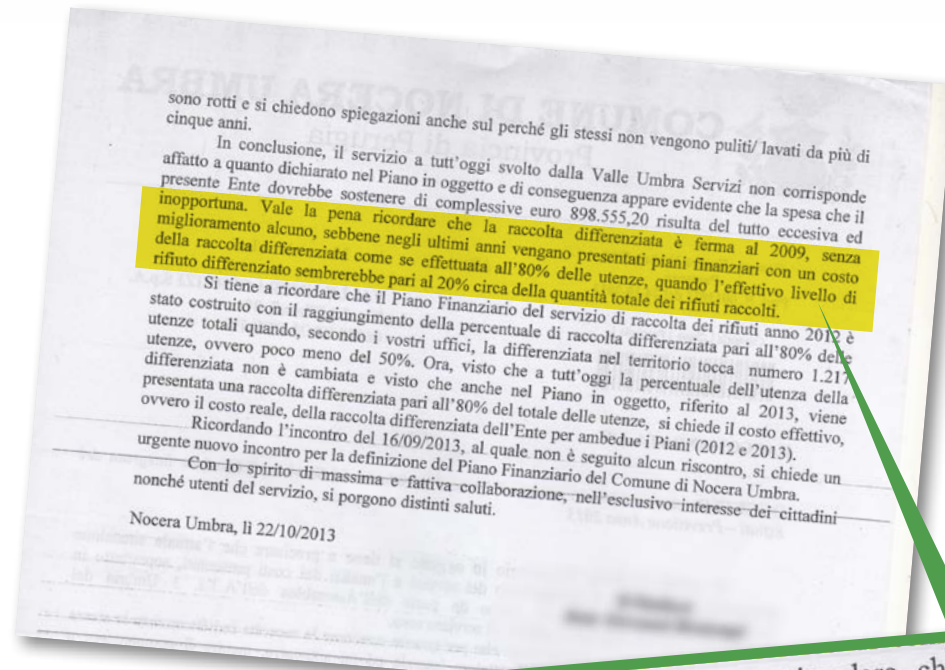 sono rotti e si chiedono spiegazioni anche sul perché gli stessi non vengono puliti/ lavati da più di
cinque anni.
In conclusione, il servizio a tutt'oggi svolto dalla Valle Umbra Servizi non corrisponde
affatto a quanto dichiarato nel Piano in oggetto e di conseguenza appare evidente che la spesa che il
presente Ente dovrebbe sostenere di complessive euro 898.555,20 risulta del tutto eccesiva ed
inopportuna. Vale la pena ricordare che la raccolta differenziata è ferma al 2009, senza
miglioramento alcuno, sebbene negli ultimi anni vengano presentati piani finanziari con un costo
della raccolta differenziata come se effettuata all'80% delle utenze, quando l'effettivo livello di
rifiuto differenziato sembrerebbe pari al 20% circa della quantità totale dei rifiuti raccolti.
Si tiene a ricordare che il Piano Finanziario del servizio di raccolta dei rifiuti anno 2012 è
stato costruito con il raggiungimento della percentuale di raccolta differenziata pari all'80% delle
utenze totali quando, secondo i vostri uffici, la differenziata nel territorio tocca numero 1.217
utenze, ovvero poco meno del 50%. Ora, visto che a tutt'oggi la percentuale dell'utenza della
differenziata non è cambiata e visto che anche nel Piano in oggetto, riferito al 2013, viene
presentata una raccolta differenziata pari all'80% del totale delle utenze, si chiede il costo effettivo,
ovvero il costo reale, della raccolta differenziata dell'Ente per ambedue i Piani (2012 e 2013).
Ricordando l'incontro del 16/09/2013, al quale non è seguito alcun riscontro, si chiede un
urgente nuovo incontro per la definizione del Piano Finanziario del Comune di Nocera Umbra.
Con lo spirito di massima e fattiva collaborazione, nell'esclusivo interesse dei cittadini
nonché utenti del servizio, si porgono distinti saluti.
Nocera Umbra, lì 22/10/2013